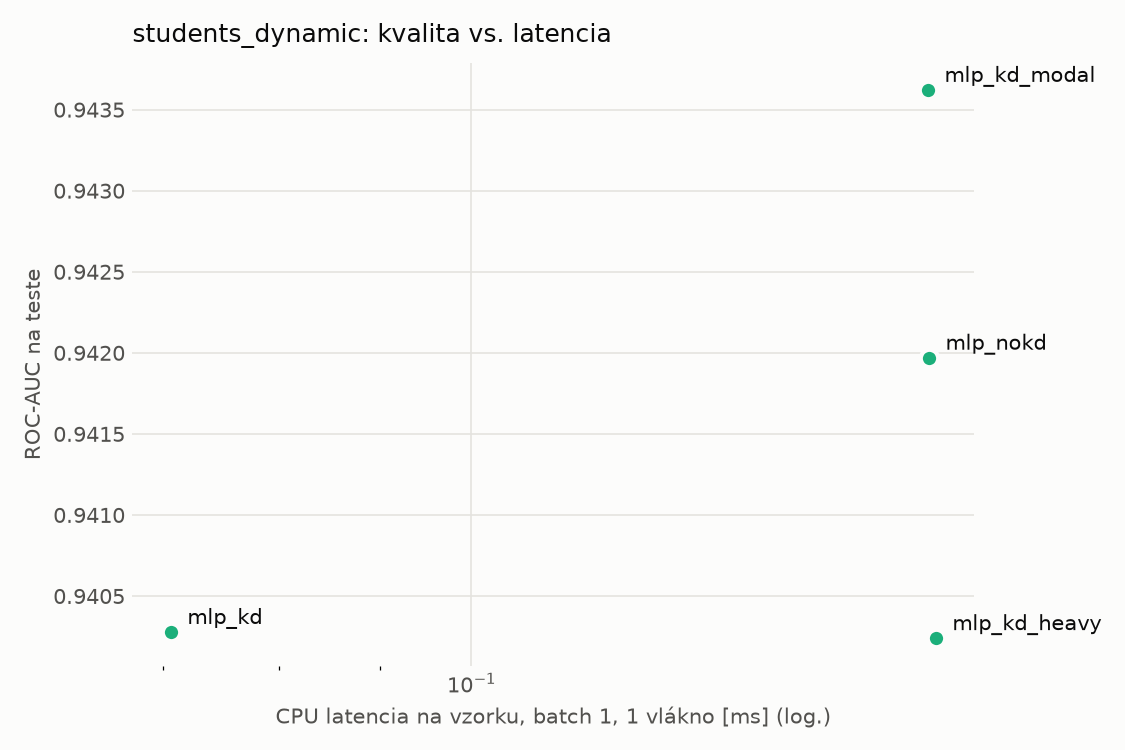 students_dynamic: kvalita vs. latencia
mlp_kd_modal
0.9435
0.9430
0.9425
mlp_nokd
0.9420
0.9415
0.9410
0.9405
mlp_kd
mlp_kd_heavy
ROC-AUC na teste
10⁻¹
CPU latencia na vzorku, batch 1, 1 vlákno [ms] (log.)